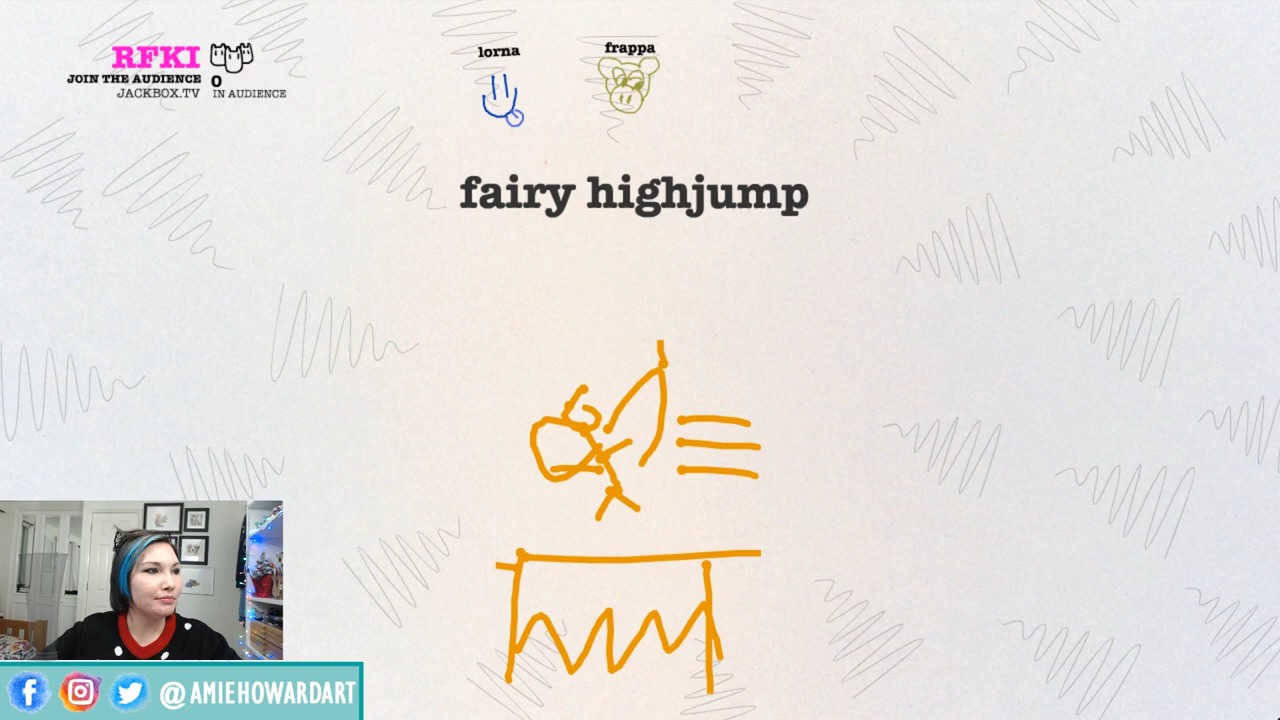 RFKI
JOIN THE AUDIENCE
JACKBOX.TV
0
IN AUDIENCE
lorna
frappa
fairy highjump
@AMIEHOWARDART